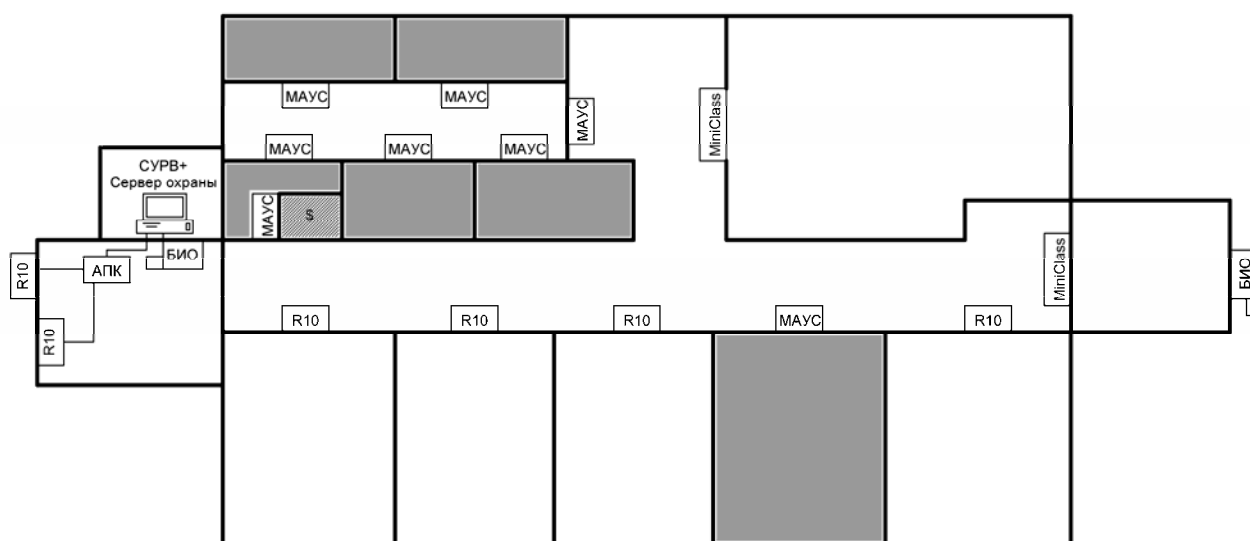 МАУС
МАУС
МАУС
MiniClass
МАУС
МАУС
МАУС
СУРВ+
Сервер охраны
МАУС
S
БИО
АПК
R10
MiniClass
БИО
R10
R10
R10
R10
МАУС
R10